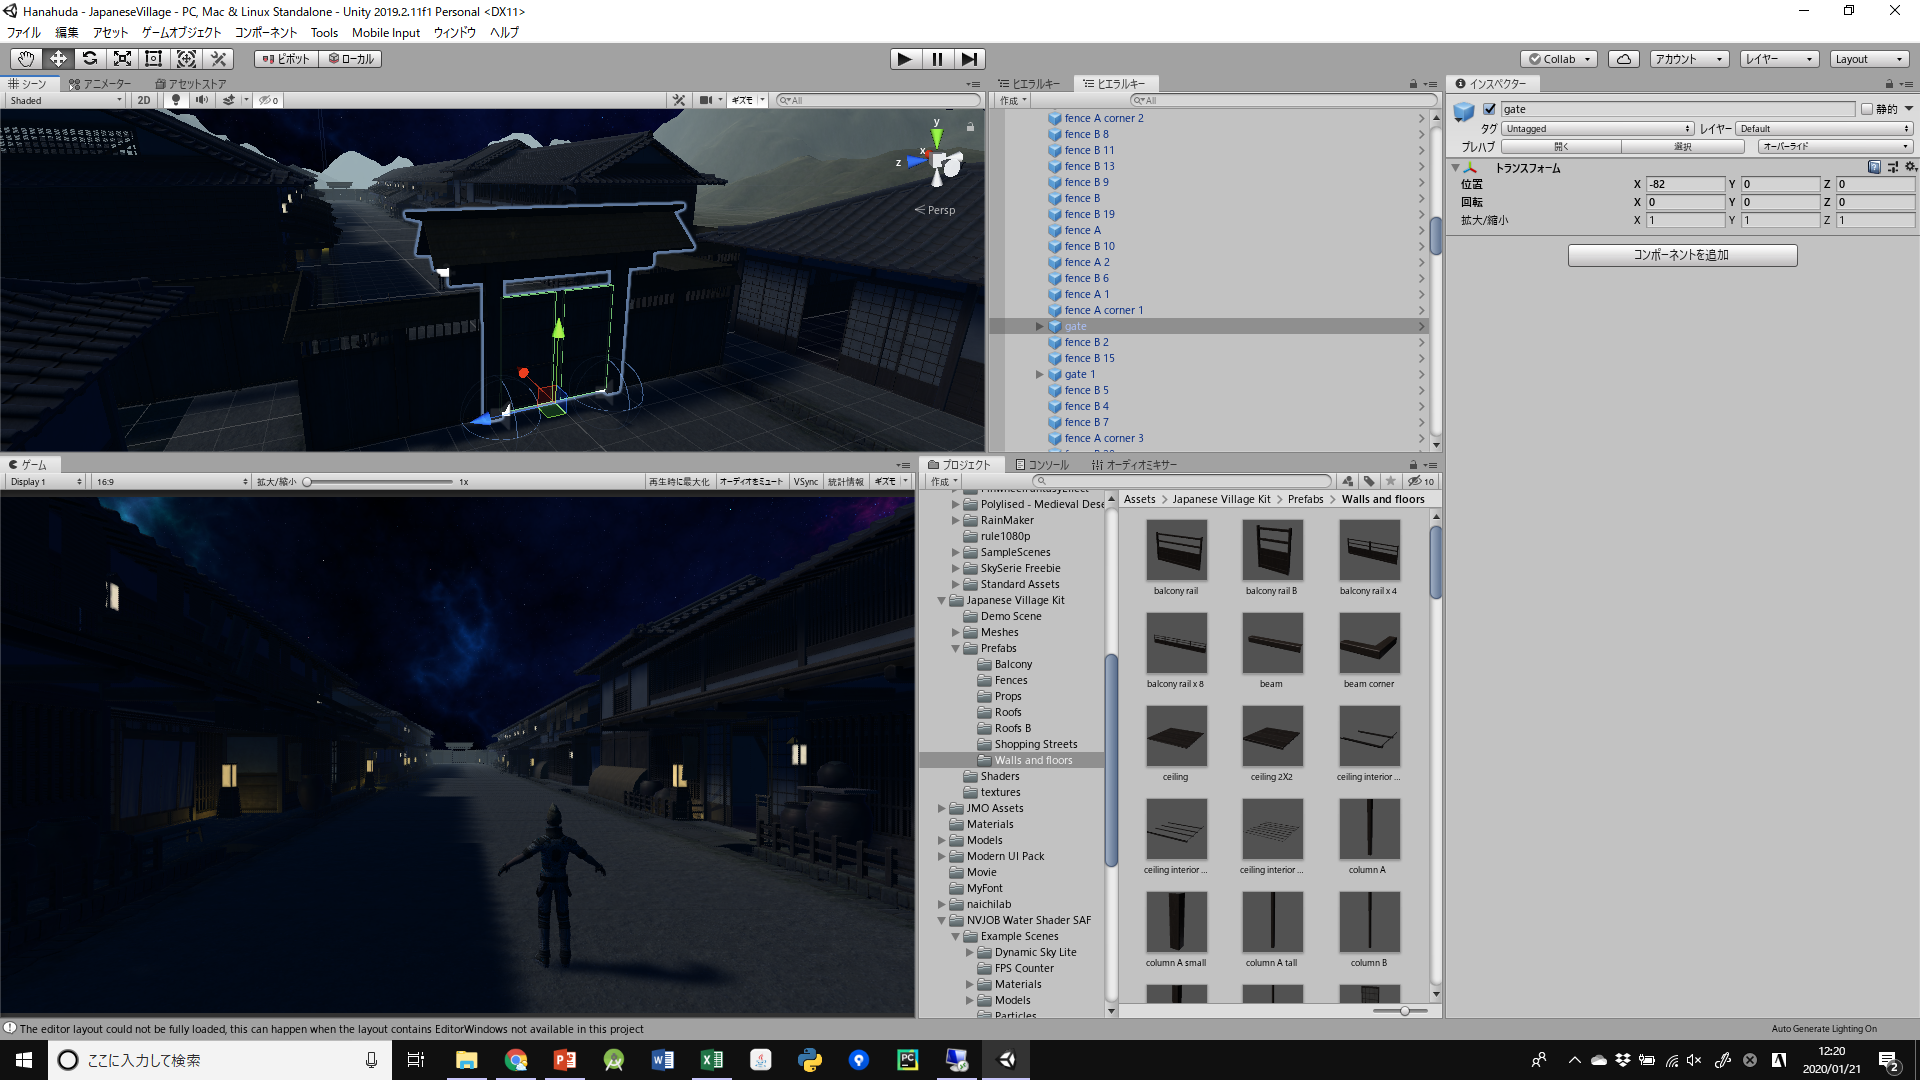 Hanahuda - JapaneseVillage - PC, Mac & Linux Standalone - Unity 2019.2.11f1 Personal <DX11>
ファイル 編集 アセット ゲームオブジェクト コンポーネント Tools Mobile Input ウィンドウ ヘルプ
ピボット ローカル Collab アカウント レイヤー Layout
シーン アニメーター アセットストア
Shaded 2D 0 ギズモ All
y
x
z
Persp
ヒエラルキー ヒエラルキー
作成 All
fence A corner 2
fence B 8
fence B 11
fence B 13
fence B 9
fence B
fence B 19
fence A
fence B 10
fence A 2
fence B 6
fence A 1
fence A corner 1
gate
fence B 2
fence B 15
gate 1
fence B 5
fence B 4
fence B 7
fence A corner 3
インスペクター
gate 静的
タグ Untagged レイヤー Default
プレハブ 開く 選択 オーバーライド
トランスフォーム
位置 X -82 Y 0 Z 0
回転 X 0 Y 0 Z 0
拡大/縮小 X 1 Y 1 Z 1
コンポーネントを追加
ゲーム
Display 1 16:9 拡大/縮小 1x 再生時に最大化 オーディオをミュート VSync 統計情報 ギズモ
プロジェクト コンソール オーディオミキサー
作成 10
Polylised - Medieval Dese
RainMaker
rule1080p
SampleScenes
SkySerie Freebie
Standard Assets
Japanese Village Kit
Demo Scene
Meshes
Prefabs
Balcony
Fences
Props
Roofs
Roofs B
Shopping Streets
Walls and floors
Shaders
textures
JMO Assets
Materials
Models
Modern UI Pack
Movie
MyFont
naichilab
NVJOB Water Shader SAF
Example Scenes
Dynamic Sky Lite
FPS Counter
Materials
Models
Particles
Assets > Japanese Village Kit > Prefabs > Walls and floors
balcony rail balcony rail B balcony rail x 4
balcony rail x 8 beam beam corner
ceiling ceiling 2X2 ceiling interior ...
ceiling interior ... ceiling interior ... column A
column A small column A tall column B
The editor layout could not be fully loaded, this can happen when the layout contains EditorWindows not available in this project
Auto Generate Lighting On
ここに入力して検索
A
12:20
2020/01/21
2